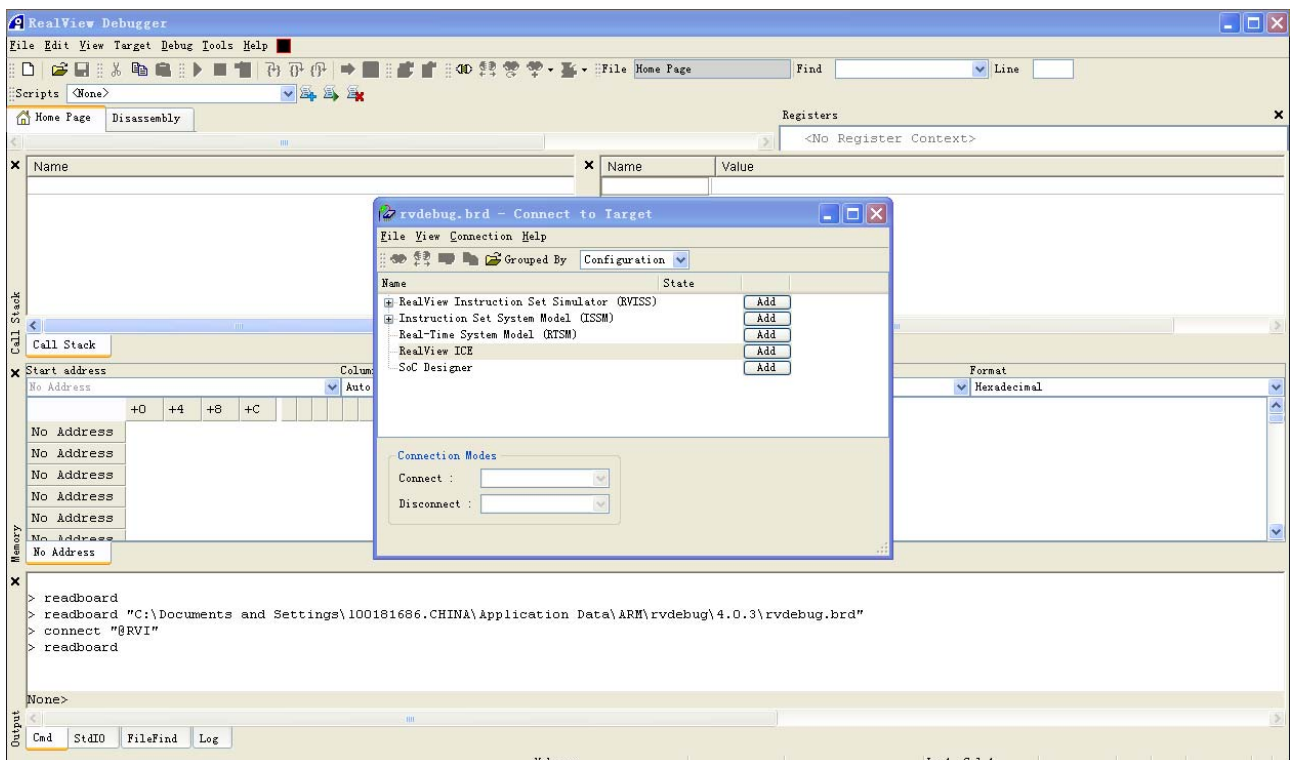 RealView Debugger
File Edit View Target Debug Tools Help
File Home Page Find Line
Scripts <None>
Home Page Disassembly
Registers
<No Register Context>
Name
Name Value
Call Stack
Call Stack
rvdebug.brd - Connect to Target
File View Connection Help
Grouped By Configuration
Name State
RealView Instruction Set Simulator (RVISS) Add
Instruction Set System Model (ISSM) Add
Real-Time System Model (RTSM) Add
RealView ICE Add
SoC Designer Add
Connection Modes
Connect :
Disconnect :
Start address Colum Format
No Address Auto Hexadecimal
+0 +4 +8 +C
No Address
No Address
No Address
No Address
No Address
No Address
Memory
No Address
> readboard
> readboard "C:\Documents and Settings\l00181686.CHINA\Application Data\ARM\rvdebug\4.0.3\rvdebug.brd"
> connect "@RVI"
> readboard
None>
Output
Cmd StdIO FileFind Log